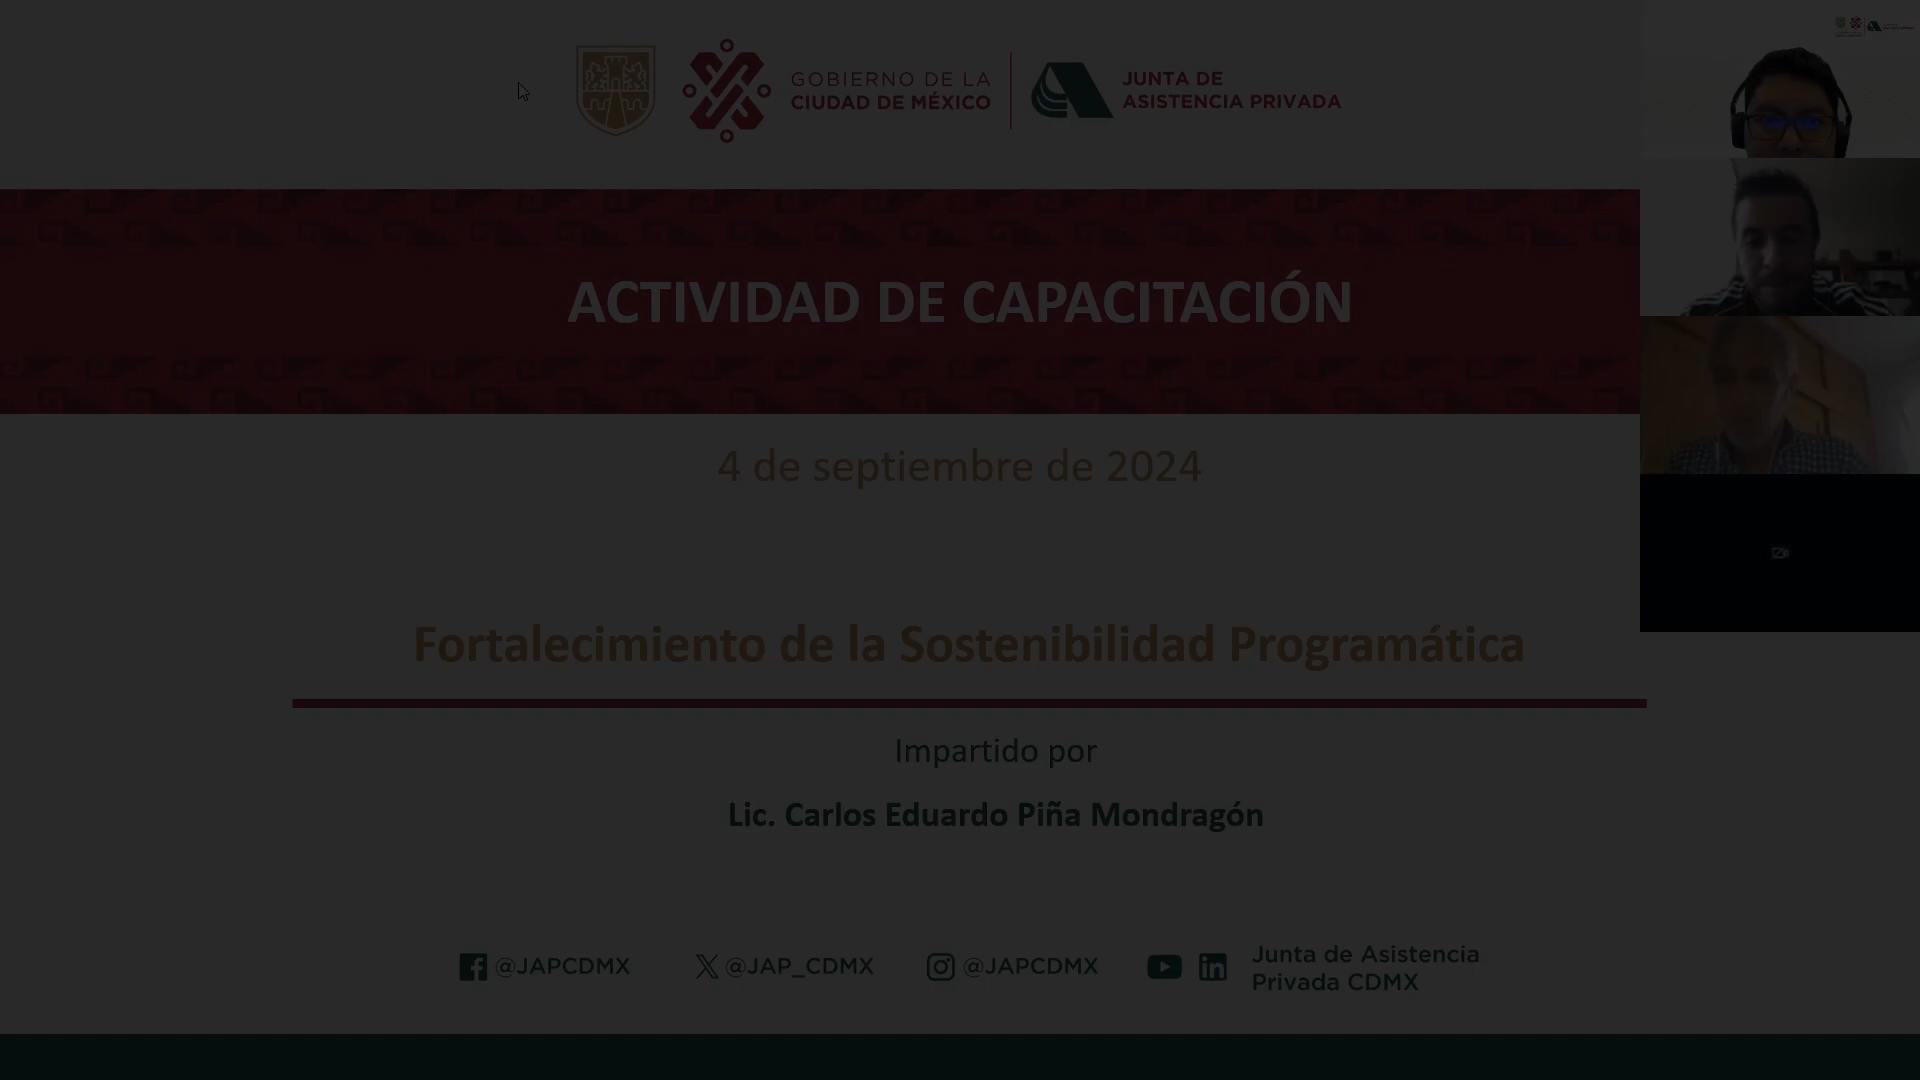 GOBIERNO DE LA
CIUDAD DE MÉXICO
JUNTA DE
ASISTENCIA PRIVADA
ACTIVIDAD DE CAPACITACIÓN
4 de septiembre de 2024
Fortalecimiento de la Sostenibilidad Programática
Impartido por
Lic. Carlos Eduardo Piña Mondragón
@JAPCDMX
@JAP_CDMX
@JAPCDMX
Junta de Asistencia
Privada CDMX